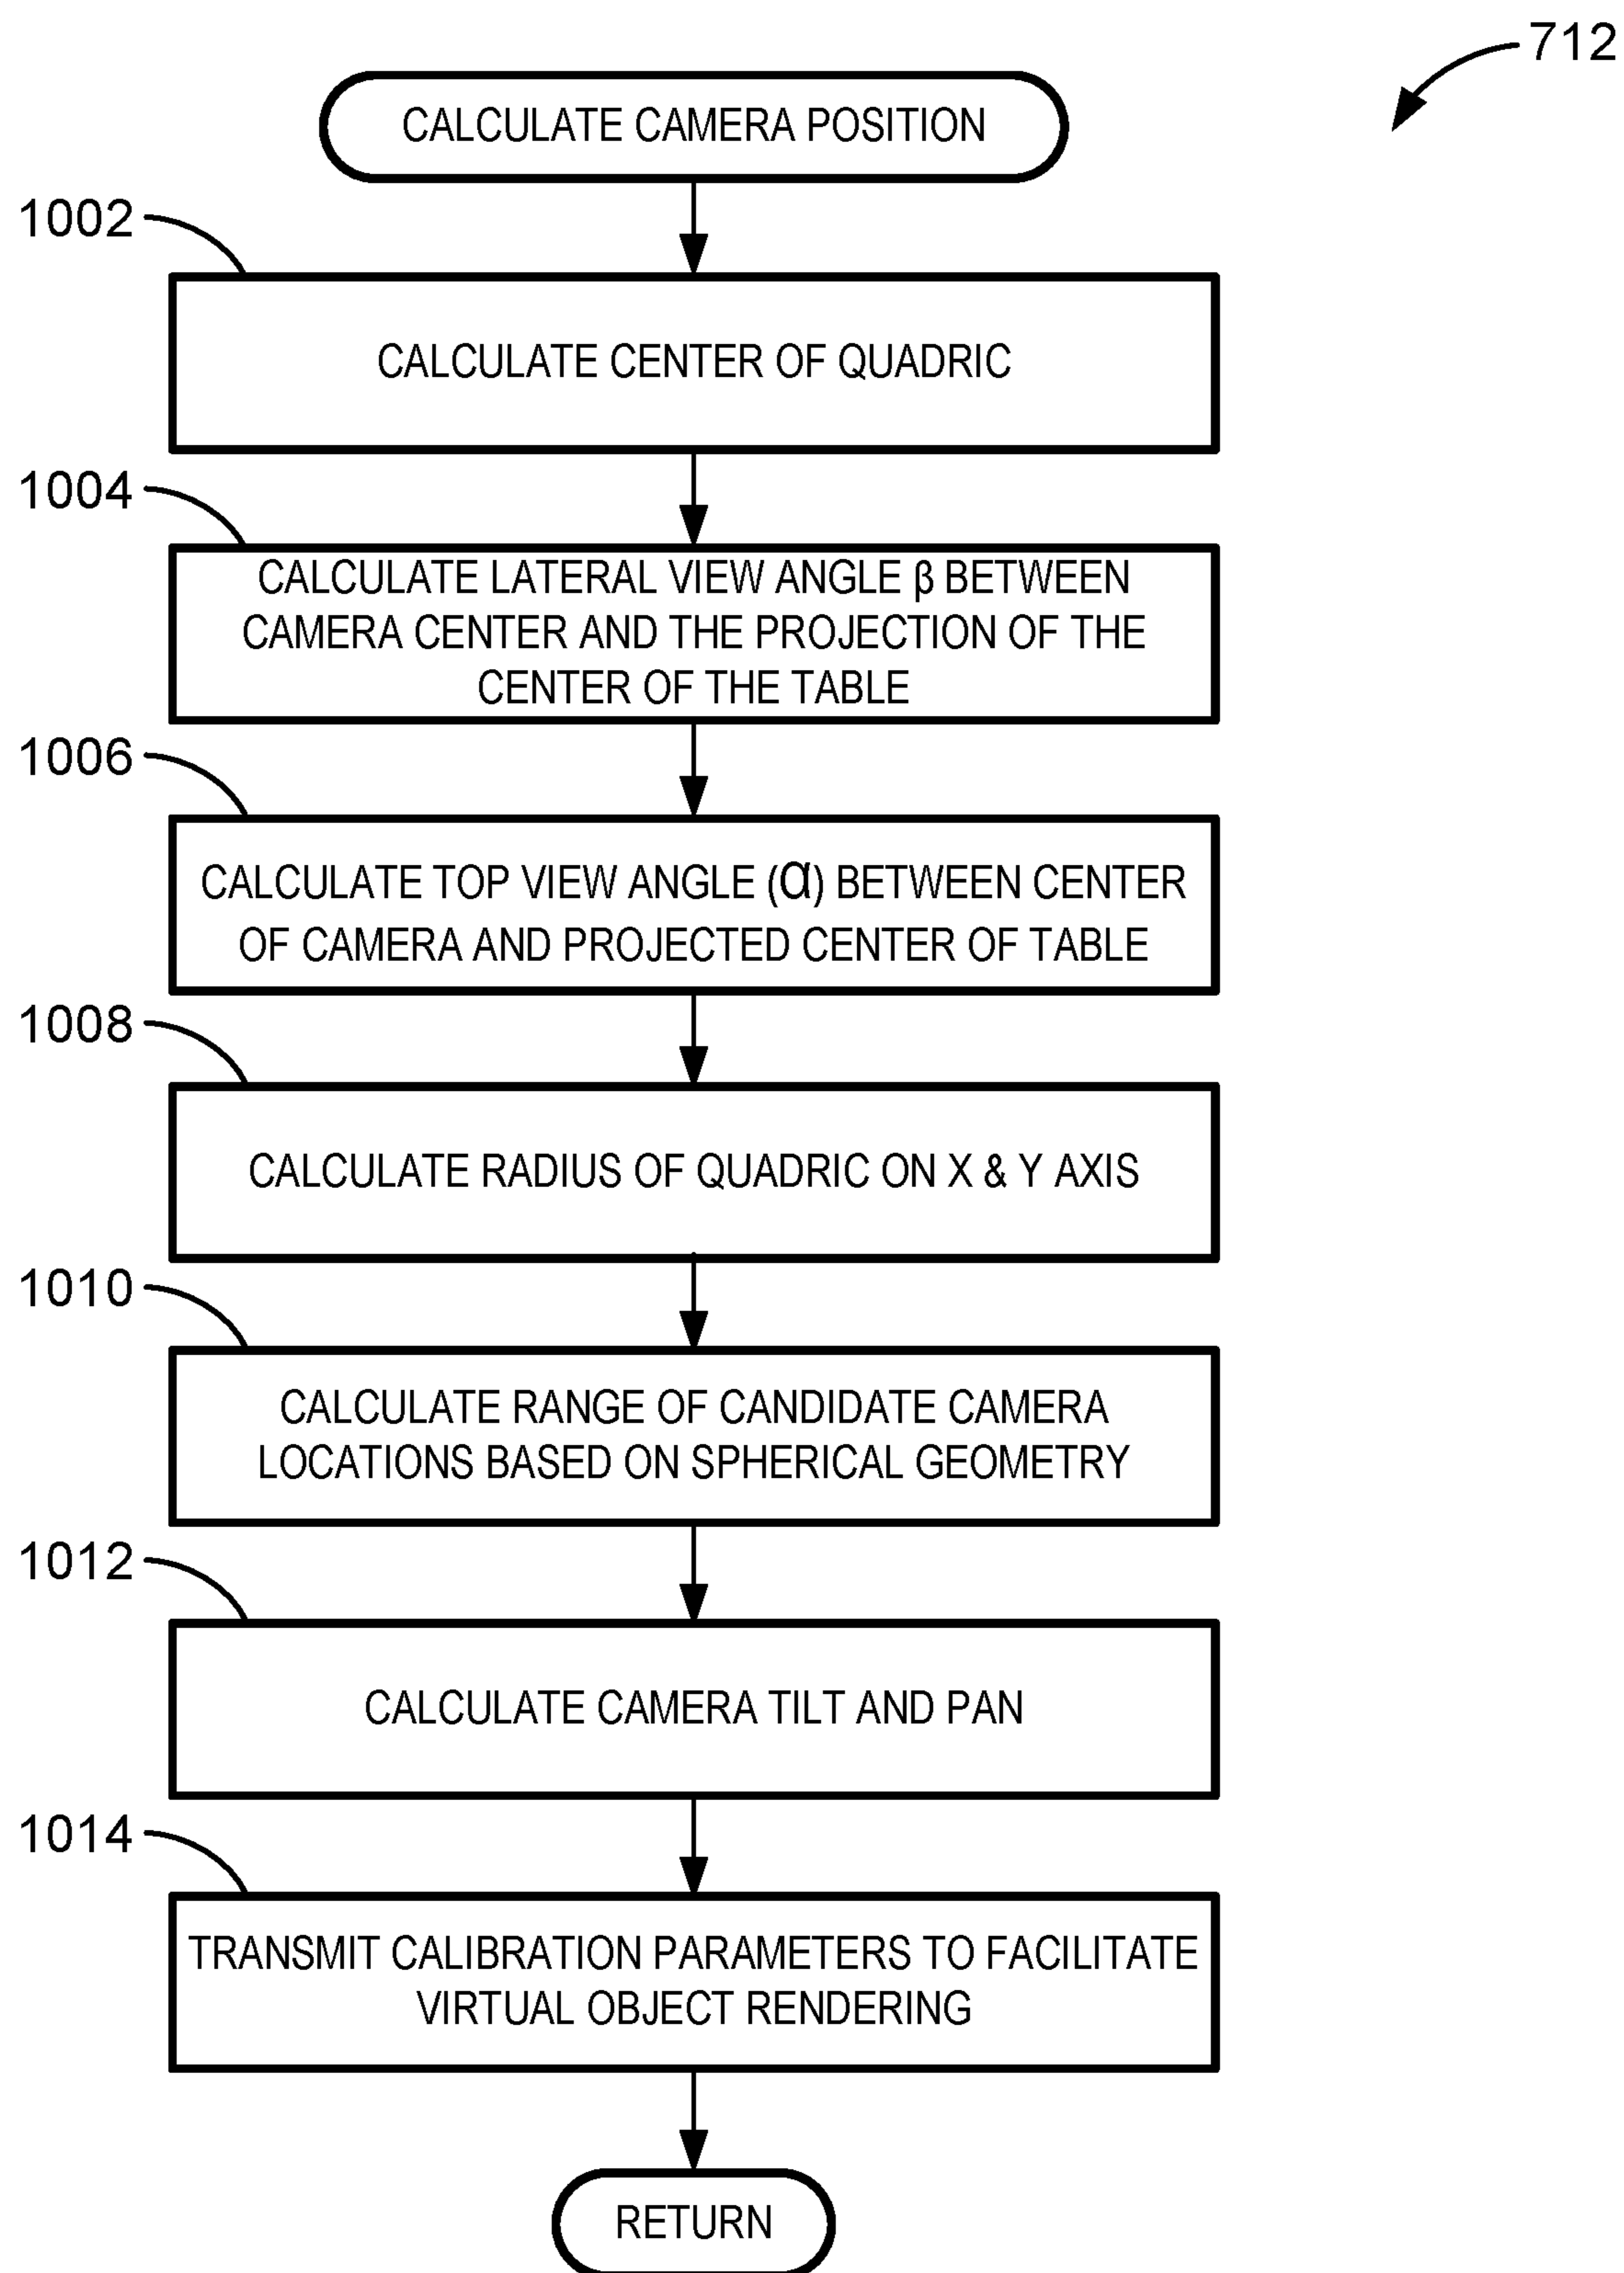 712
CALCULATE CAMERA POSITION
1002
CALCULATE CENTER OF QUADRIC
1004
CALCULATE LATERAL VIEW ANGLE β BETWEEN
CAMERA CENTER AND THE PROJECTION OF THE
CENTER OF THE TABLE
1006
CALCULATE TOP VIEW ANGLE (α) BETWEEN CENTER
OF CAMERA AND PROJECTED CENTER OF TABLE
1008
CALCULATE RADIUS OF QUADRIC ON X & Y AXIS
1010
CALCULATE RANGE OF CANDIDATE CAMERA
LOCATIONS BASED ON SPHERICAL GEOMETRY
1012
CALCULATE CAMERA TILT AND PAN
1014
TRANSMIT CALIBRATION PARAMETERS TO FACILITATE
VIRTUAL OBJECT RENDERING
RETURN